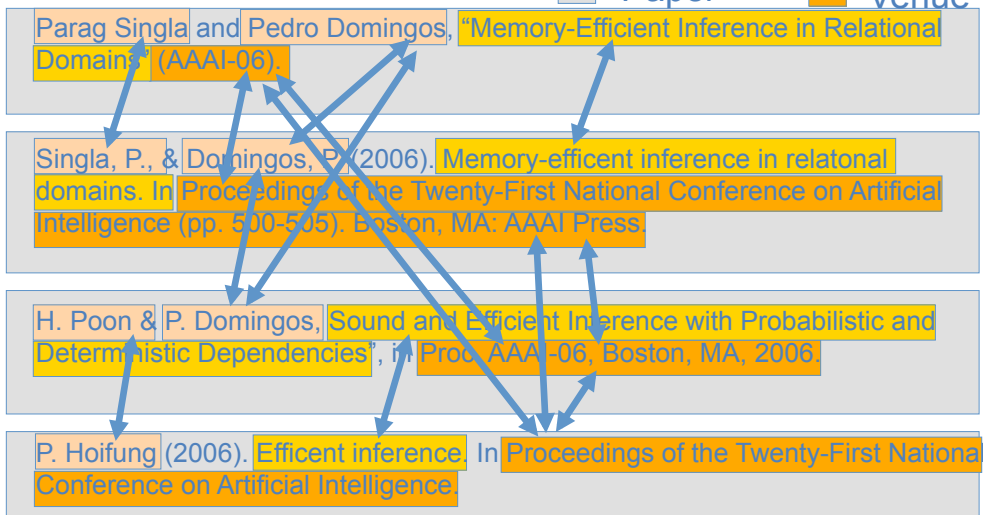 Paper Venue
Parag Singla and Pedro Domingos, “Memory-Efficient Inference in Relational
Domains” (AAAI-06).
Singla, P., & Domingos, P. (2006). Memory-efficent inference in relatonal
domains. In Proceedings of the Twenty-First National Conference on Artificial
Intelligence (pp. 500-505). Boston, MA: AAAI Press.
H. Poon & P. Domingos, Sound and Efficient Inference with Probabilistic and
Deterministic Dependencies”, in Proc. AAAI-06, Boston, MA, 2006.
P. Hoifung (2006). Efficent inference. In Proceedings of the Twenty-First National
Conference on Artificial Intelligence.